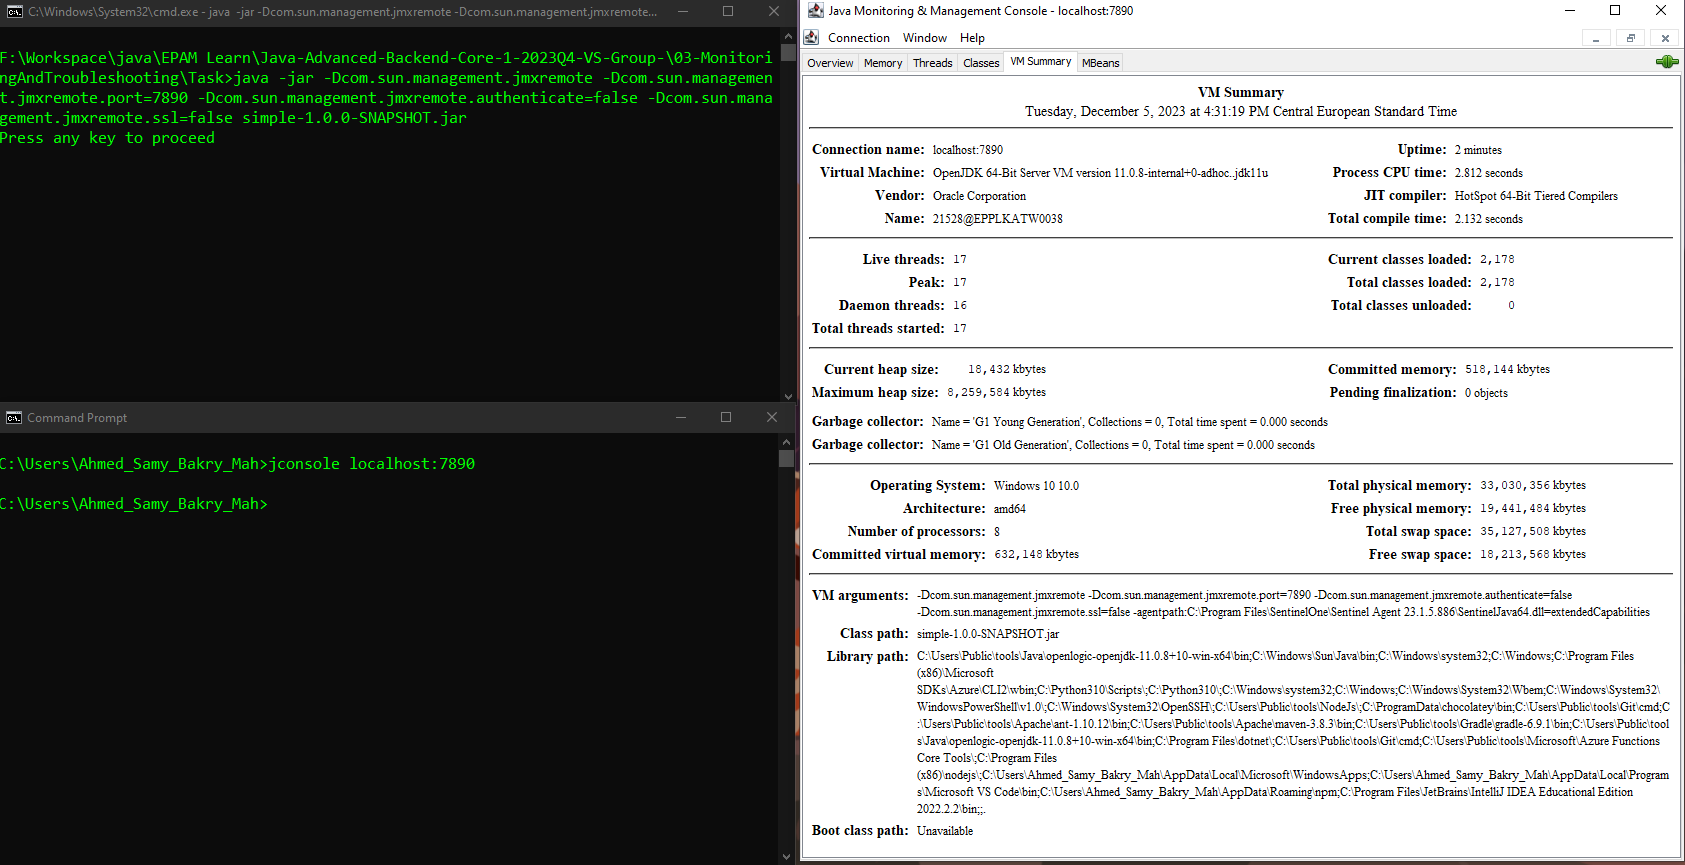 C:\Windows\System32\cmd.exe - java -jar -Dcom.sun.management.jmxremote -Dcom.sun.management.jmxremote...
F:\Workspace\java\EPAM Learn\Java-Advanced-Backend-Core-1-2023Q4-VS-Group-\03-Monitori
ngAndTroubleshooting\Task>java -jar -Dcom.sun.management.jmxremote -Dcom.sun.managemen
t.jmxremote.port=7890 -Dcom.sun.management.jmxremote.authenticate=false -Dcom.sun.mana
gement.jmxremote.ssl=false simple-1.0.0-SNAPSHOT.jar
Press any key to proceed
Command Prompt
C:\Users\Ahmed_Samy_Bakry_Mah>jconsole localhost:7890
C:\Users\Ahmed_Samy_Bakry_Mah>
Java Monitoring & Management Console - localhost:7890
Connection Window Help
Overview Memory Threads Classes VM Summary MBeans
VM Summary
Tuesday, December 5, 2023 at 4:31:19 PM Central European Standard Time
Connection name: localhost:7890 Uptime: 2 minutes
Virtual Machine: OpenJDK 64-Bit Server VM version 11.0.8-internal+0-adhoc..jdk11u Process CPU time: 2.812 seconds
Vendor: Oracle Corporation JIT compiler: HotSpot 64-Bit Tiered Compilers
Name: 21528@EPPLKATW0038 Total compile time: 2.132 seconds
Live threads: 17 Current classes loaded: 2,178
Peak: 17 Total classes loaded: 2,178
Daemon threads: 16 Total classes unloaded: 0
Total threads started: 17
Current heap size: 18,432 kbytes Committed memory: 518,144 kbytes
Maximum heap size: 8,259,584 kbytes Pending finalization: 0 objects
Garbage collector: Name = 'G1 Young Generation', Collections = 0, Total time spent = 0.000 seconds
Garbage collector: Name = 'G1 Old Generation', Collections = 0, Total time spent = 0.000 seconds
Operating System: Windows 10 10.0 Total physical memory: 33,030,356 kbytes
Architecture: amd64 Free physical memory: 19,441,484 kbytes
Number of processors: 8 Total swap space: 35,127,508 kbytes
Committed virtual memory: 632,148 kbytes Free swap space: 18,213,568 kbytes
VM arguments: -Dcom.sun.management.jmxremote -Dcom.sun.management.jmxremote.port=7890 -Dcom.sun.management.jmxremote.authenticate=false
-Dcom.sun.management.jmxremote.ssl=false -agentpath:C:\Program Files\SentinelOne\Sentinel Agent 23.1.5.886\SentinelJava64.dll=extendedCapabilities
Class path: simple-1.0.0-SNAPSHOT.jar
Library path: C:\Users\Public\tools\Java\openlogic-openjdk-11.0.8+10-win-x64\bin;C:\Windows\Sun\Java\bin;C:\Windows\system32;C:\Windows;C:\Program Files
(x86)\Microsoft
SDKs\Azure\CLI2\wbin;C:\Python310\Scripts\;C:\Python310\;C:\Windows\system32;C:\Windows;C:\Windows\System32\Wbem;C:\Windows\System32\
WindowsPowerShell\v1.0\;C:\Windows\System32\OpenSSH\;C:\Users\Public\tools\NodeJs\;C:\ProgramData\chocolatey\bin;C:\Users\Public\tools\Git\cmd;C
:\Users\Public\tools\Apache\ant-1.10.12\bin;C:\Users\Public\tools\Apache\maven-3.8.3\bin;C:\Users\Public\tools\Gradle\gradle-6.9.1\bin;C:\Users\Public\tool
s\Java\openlogic-openjdk-11.0.8+10-win-x64\bin;C:\Program Files\dotnet\;C:\Users\Public\tools\Git\cmd;C:\Users\Public\tools\Microsoft\Azure Functions
Core Tools\;C:\Program Files
(x86)\nodejs\;C:\Users\Ahmed_Samy_Bakry_Mah\AppData\Local\Microsoft\WindowsApps;C:\Users\Ahmed_Samy_Bakry_Mah\AppData\Local\Program
s\Microsoft VS Code\bin;C:\Users\Ahmed_Samy_Bakry_Mah\AppData\Roaming\npm;C:\Program Files\JetBrains\IntelliJ IDEA Educational Edition
2022.2.2\bin;;.
Boot class path: Unavailable